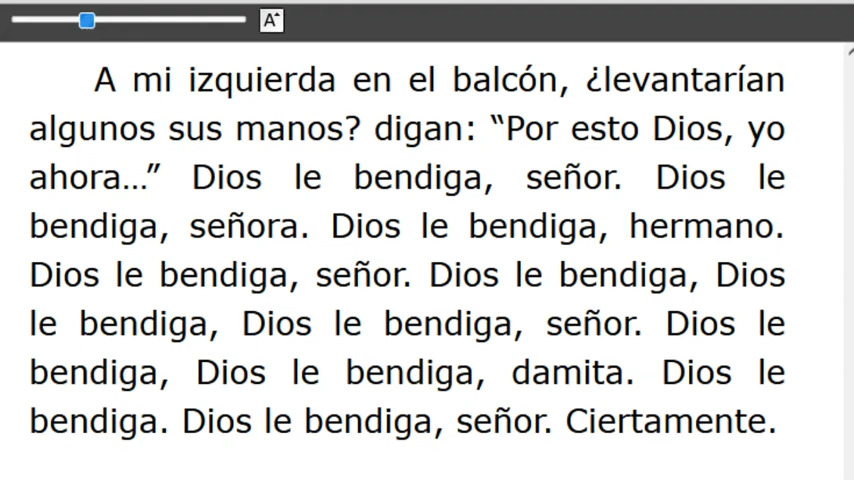 A
A mi izquierda en el balcón, ¿levantarían
algunos sus manos? digan: “Por esto Dios, yo
ahora...” Dios le bendiga, señor. Dios le
bendiga, señora. Dios le bendiga, hermano.
Dios le bendiga, señor. Dios le bendiga, Dios
le bendiga, Dios le bendiga, señor. Dios le
bendiga, Dios le bendiga, damita. Dios le
bendiga. Dios le bendiga, señor. Ciertamente.